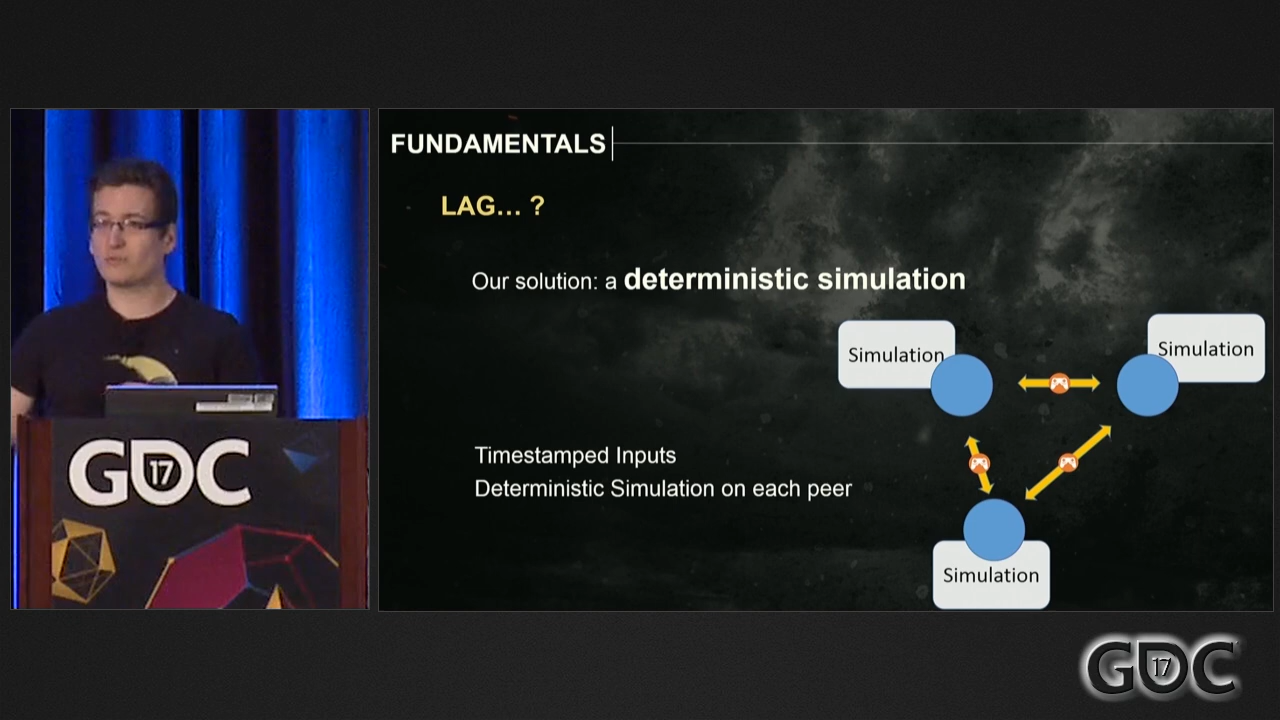 FUNDAMENTALS
LAG... ?
Our solution: a deterministic simulation
Simulation
Simulation
Timestamped Inputs
Deterministic Simulation on each peer
Simulation
GDC 17
GDC 17